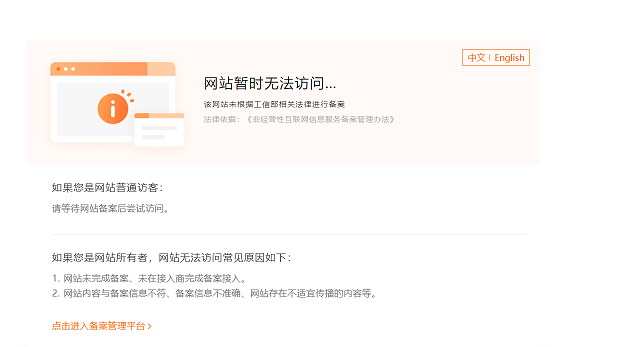 中文 | English
网站暂时无法访问...
该网站未根据工信部相关法律进行备案
法律依据：《非经营性互联网信息服务备案管理办法》
如果您是网站普通访客：
请等待网站备案后尝试访问。
如果您是网站所有者，网站无法访问常见原因如下：
1. 网站未完成备案、未在接入商完成备案接入。
2. 网站内容与备案信息不符、备案信息不准确、网站存在不适宜传播的内容等。
点击进入备案管理平台 >